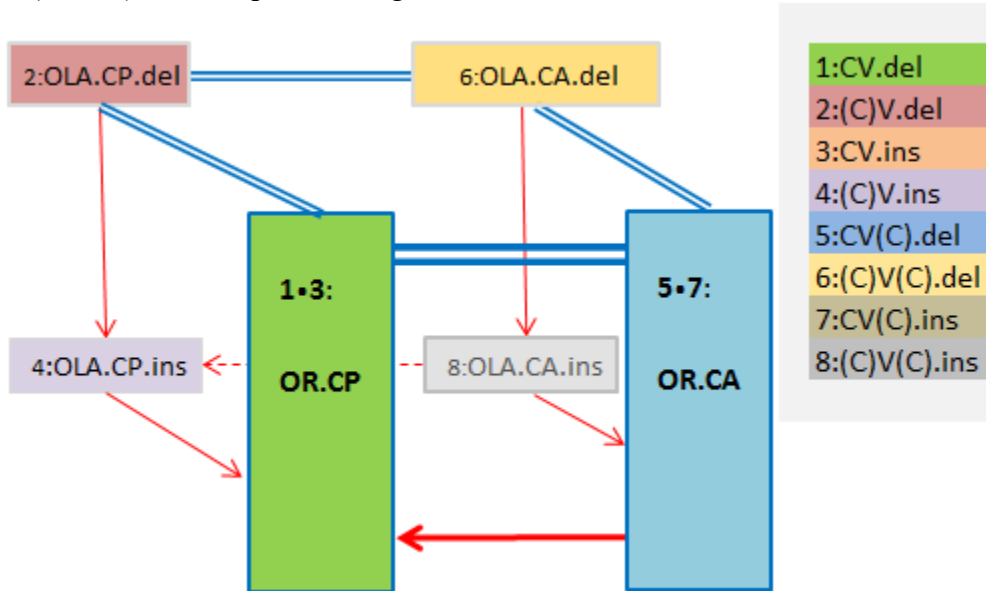 2:OLA.CP.del
6:OLA.CA.del
1•3:
OR.CP
5•7:
OR.CA
4:OLA.CP.ins
8:OLA.CA.ins
1:CV.del
2:(C)V.del
3:CV.ins
4:(C)V.ins
5:CV(C).del
6:(C)V(C).del
7:CV(C).ins
8:(C)V(C).ins